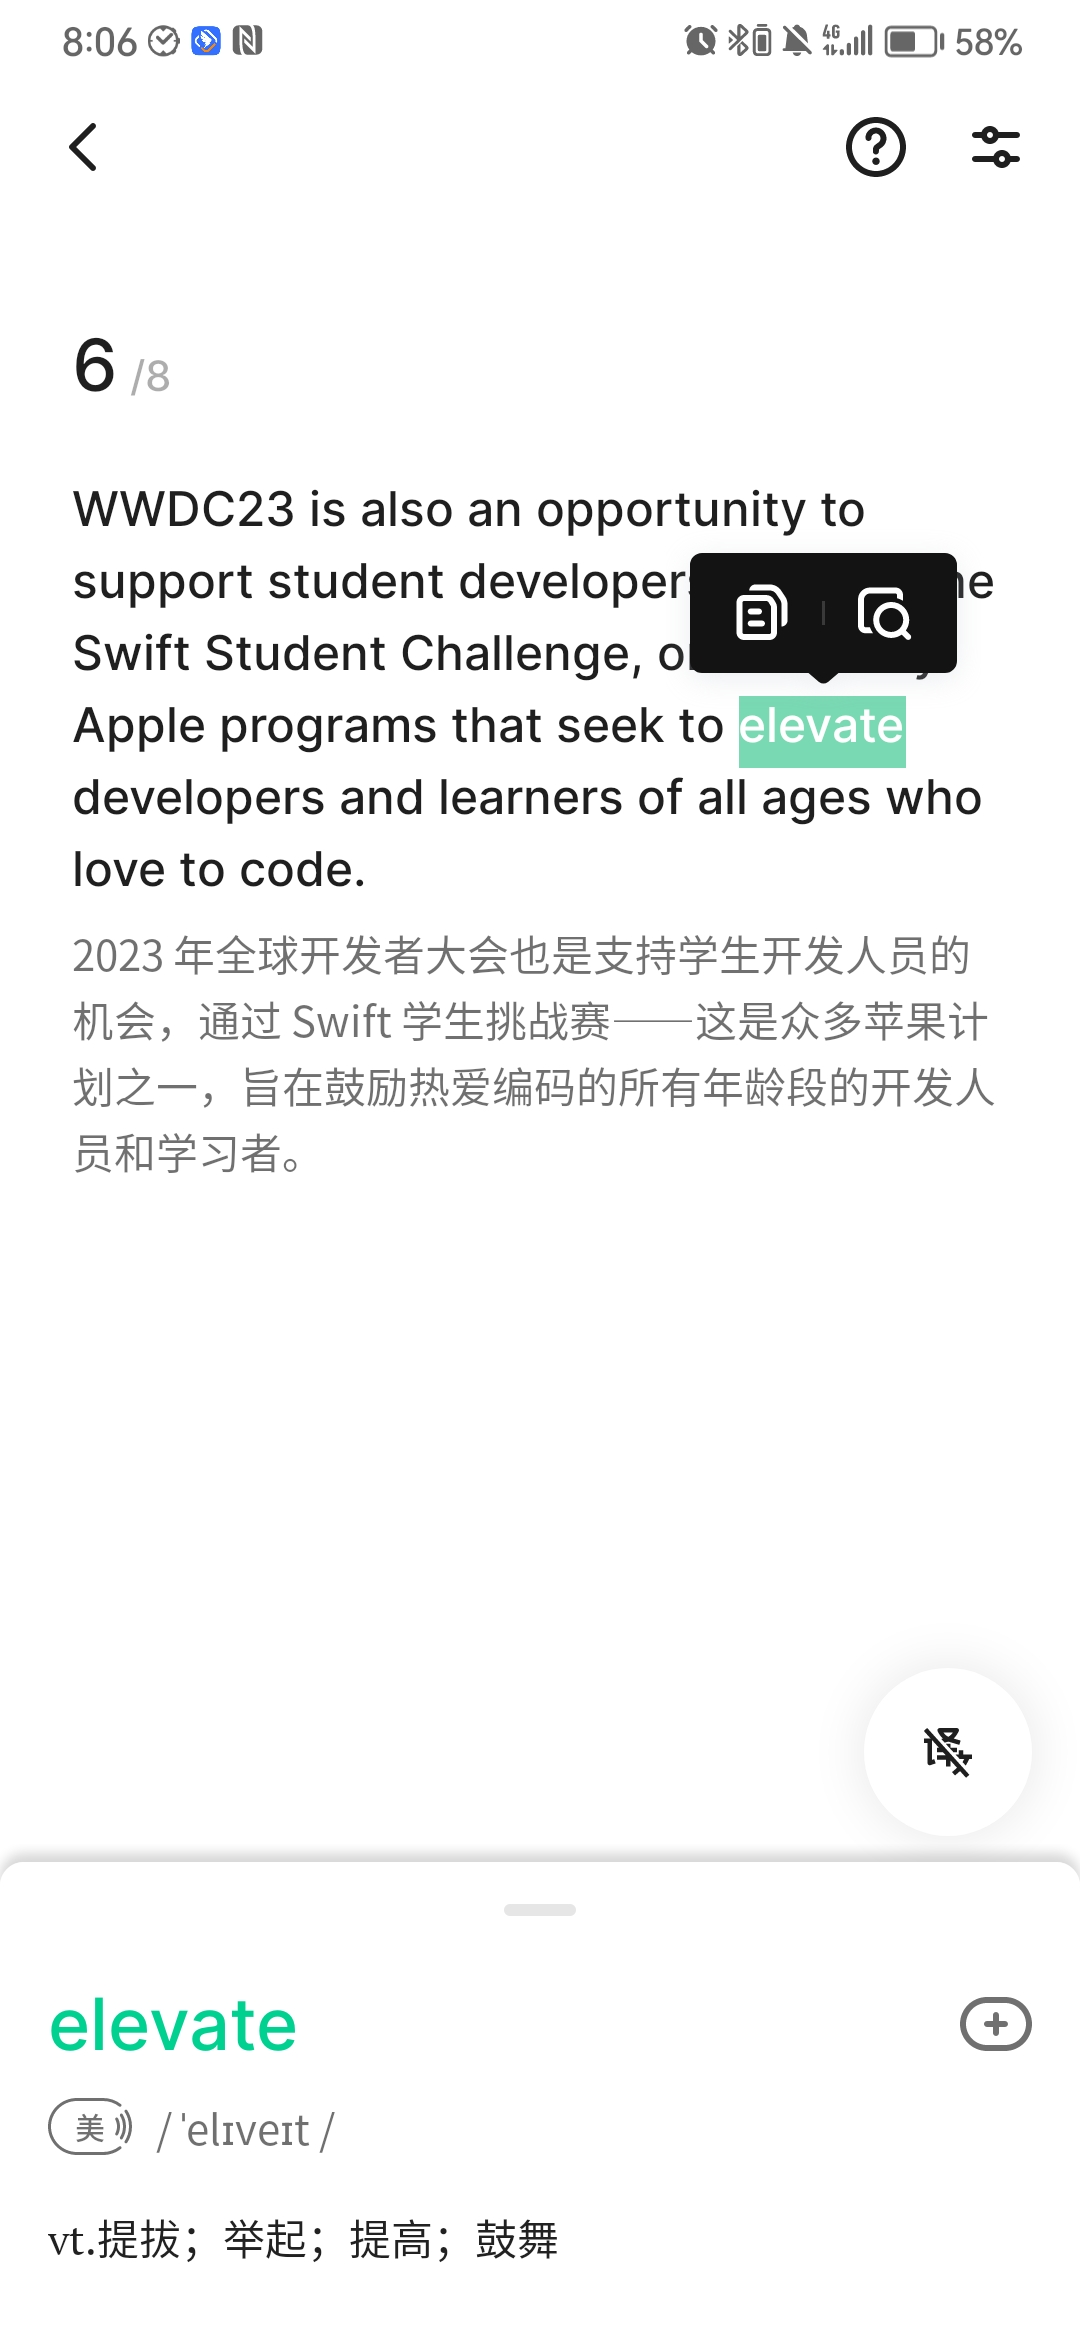 8:06 4G 58%
6 /8
WWDC23 is also an opportunity to
support student developers
Swift Student Challenge,
Apple programs that seek to elevate
developers and learners of all ages who
love to code.
2023 年全球开发者大会也是支持学生开发人员的
机会，通过 Swift 学生挑战赛——这是众多苹果计
划之一，旨在鼓励热爱编码的所有年龄段的开发人
员和学习者。
译
elevate
美 / ˈelɪveɪt /
vt.提拔；举起；提高；鼓舞